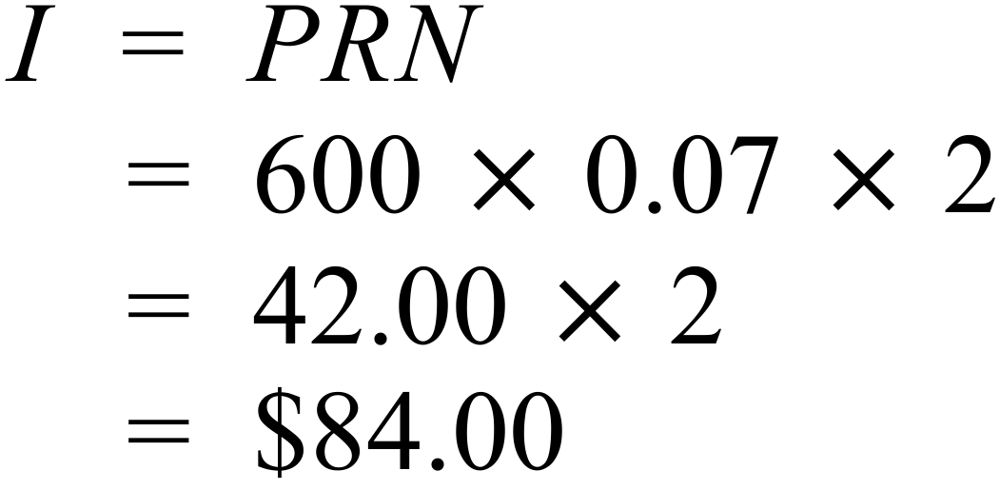 I = PRN
= 600 × 0.07 × 2
= 42.00 × 2
= $84.00